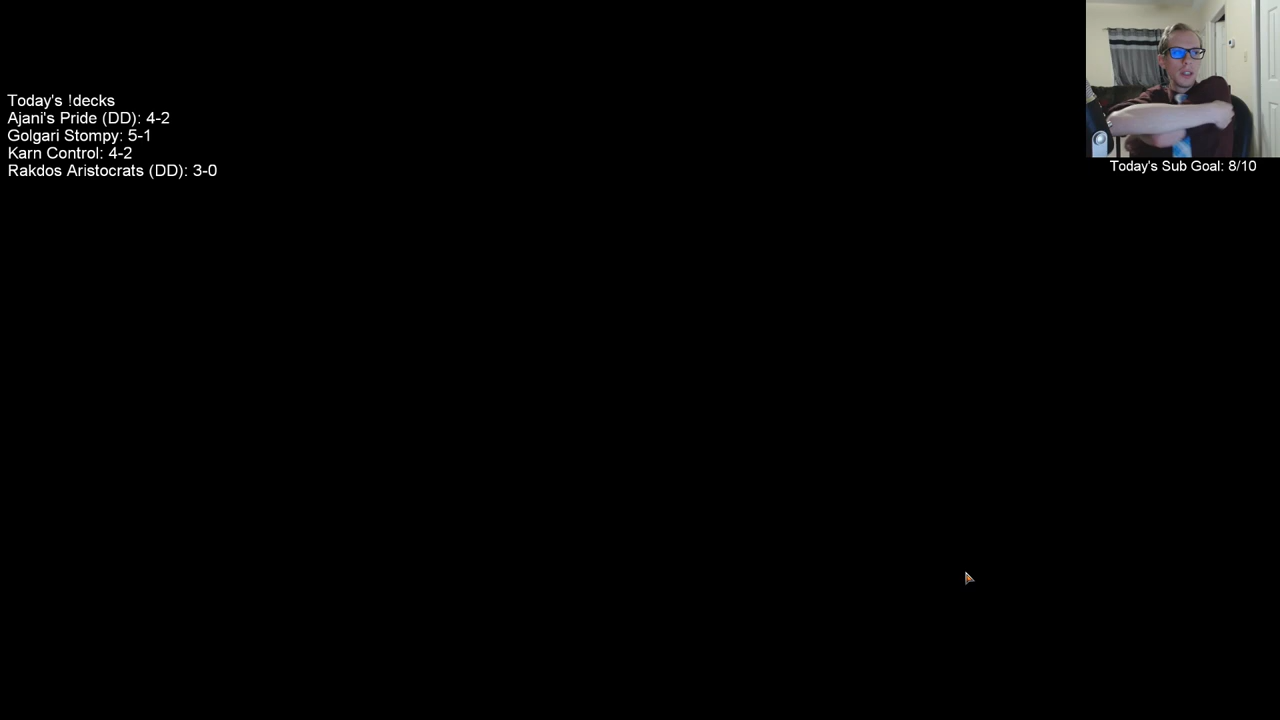 Today's !decks
Ajani's Pride (DD): 4-2
Golgari Stompy: 5-1
Karn Control: 4-2
Rakdos Aristocrats (DD): 3-0
Today's Sub Goal: 8/10